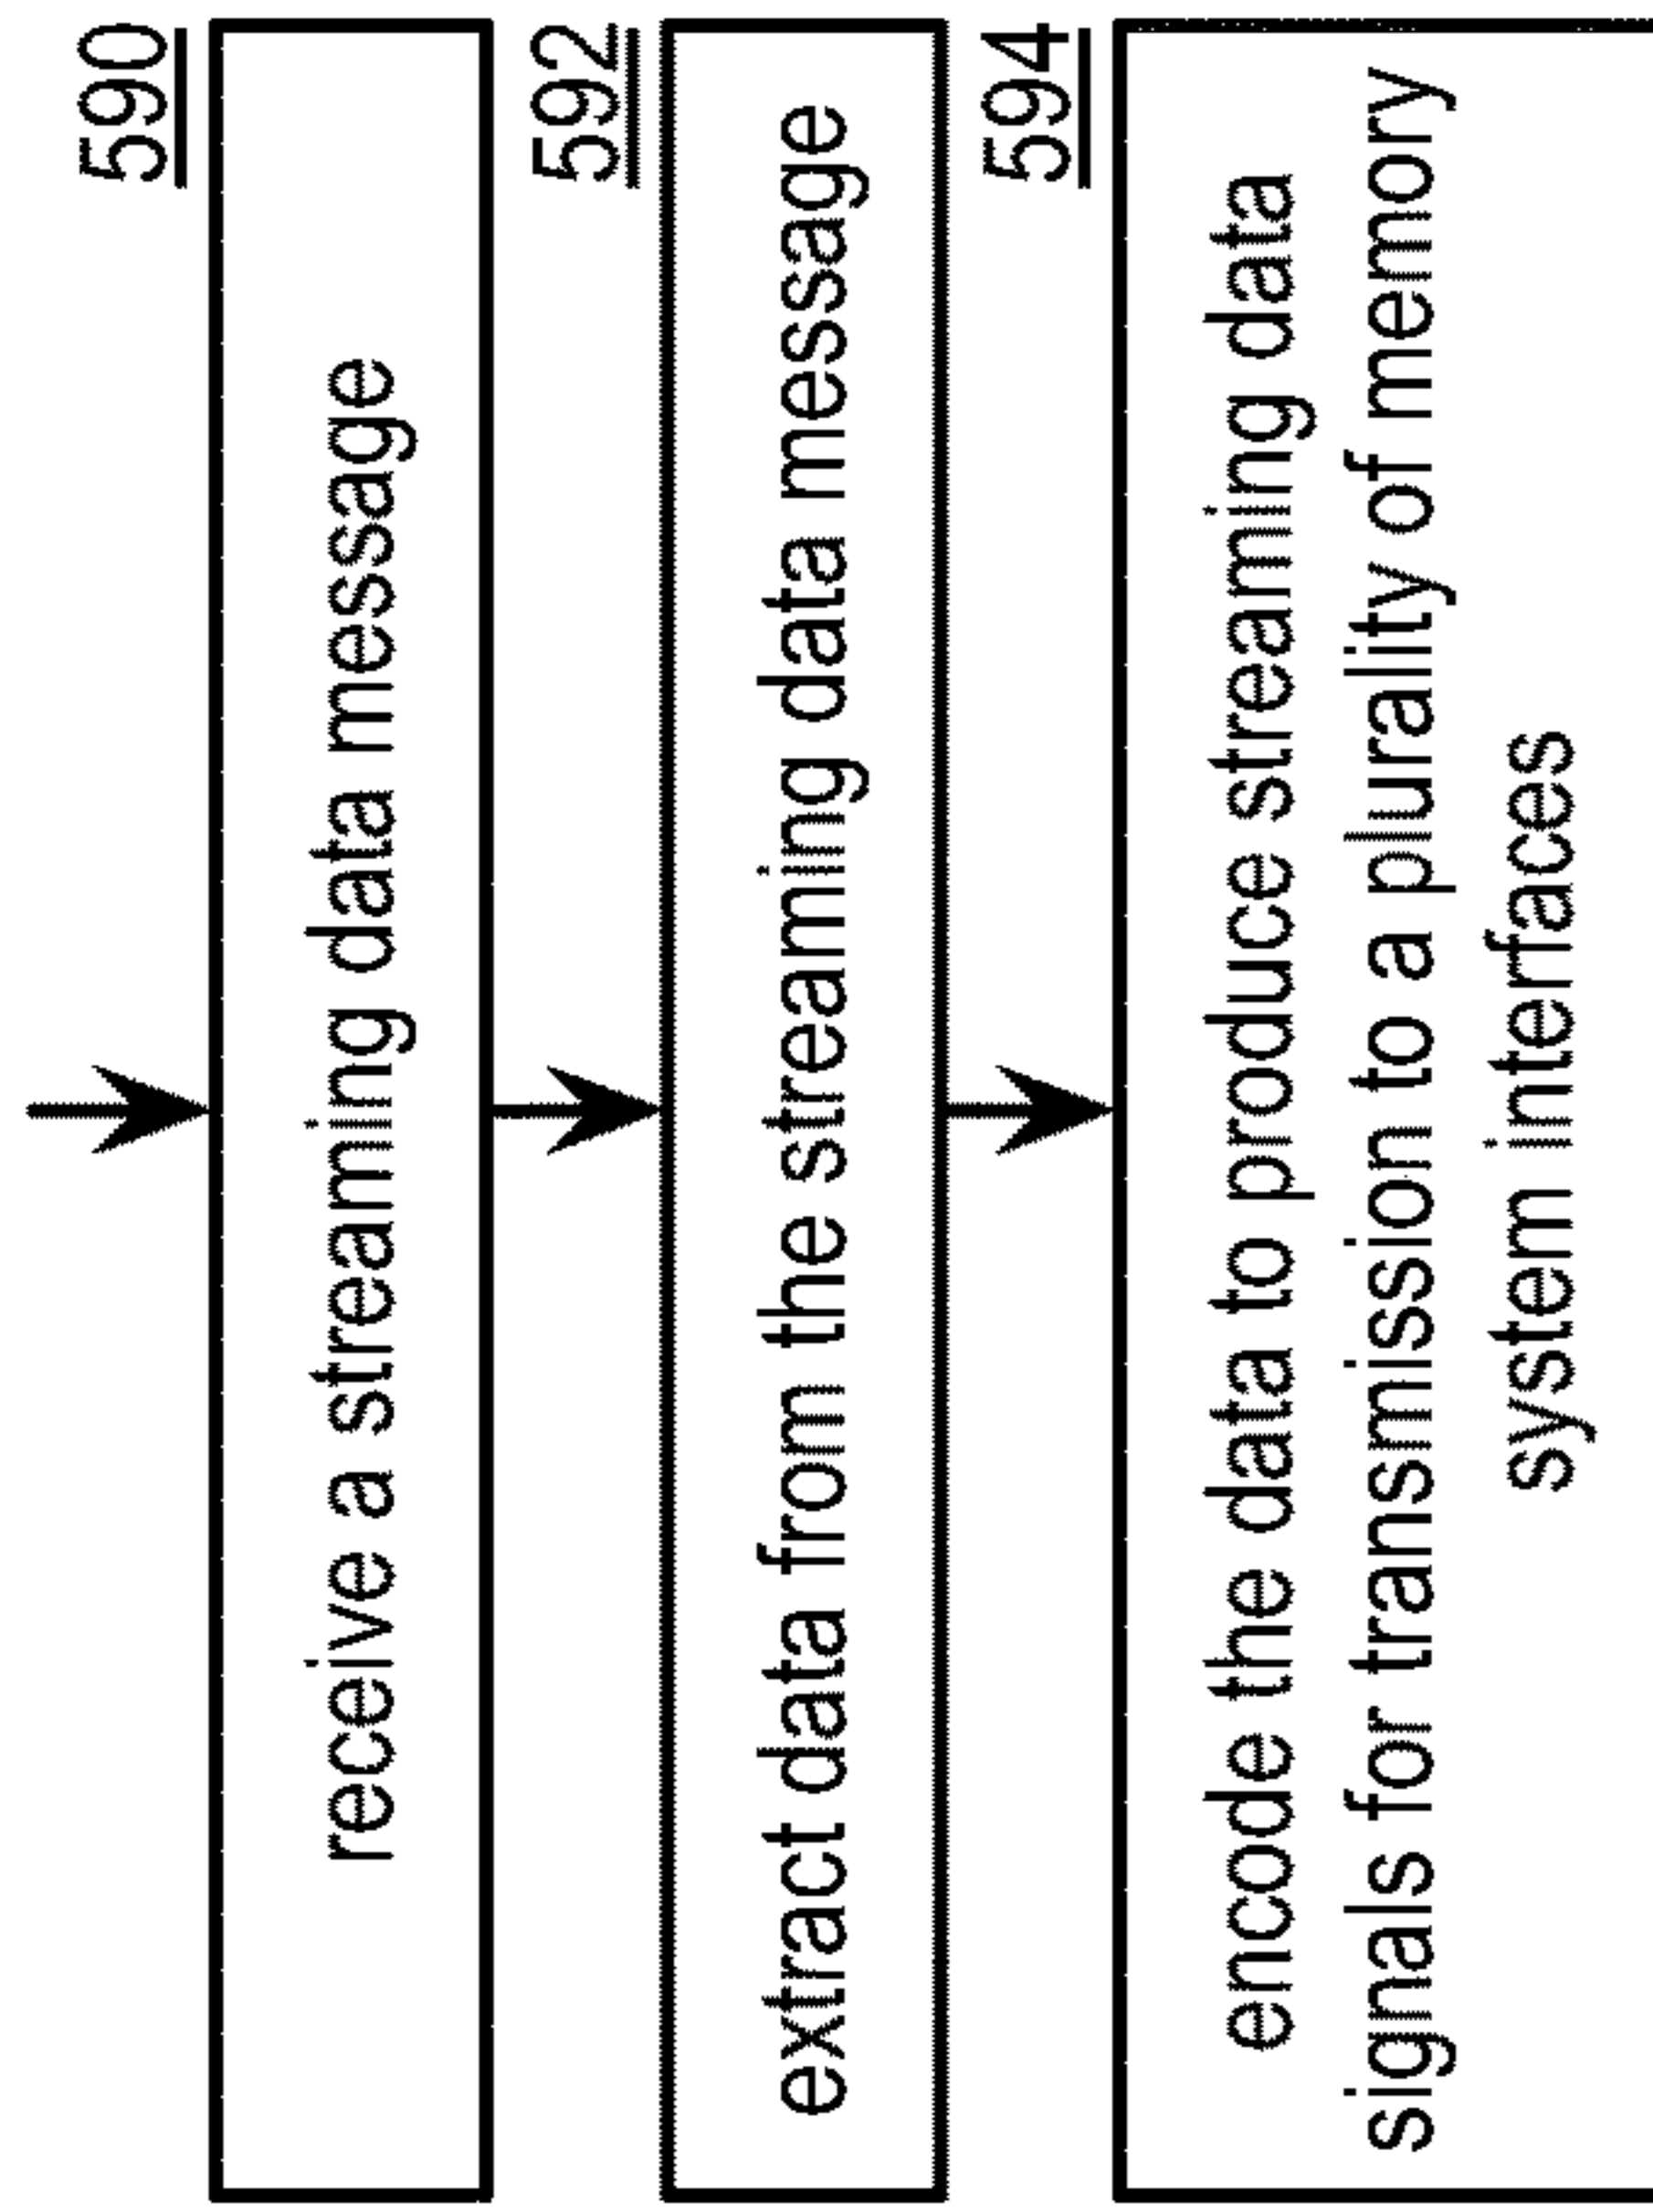 590
receive a streaming data message
592
extract data from the streaming data message
594
encode the data to produce streaming data
signals for transmission to a plurality of memory
system interfaces